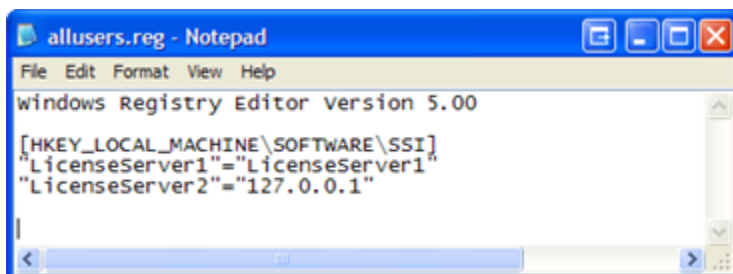 allusers.reg - Notepad
File Edit Format View Help
Windows Registry Editor Version 5.00
[HKEY_LOCAL_MACHINE\SOFTWARE\SSI]
"LicenseServer1"="LicenseServer1"
"LicenseServer2"="127.0.0.1"